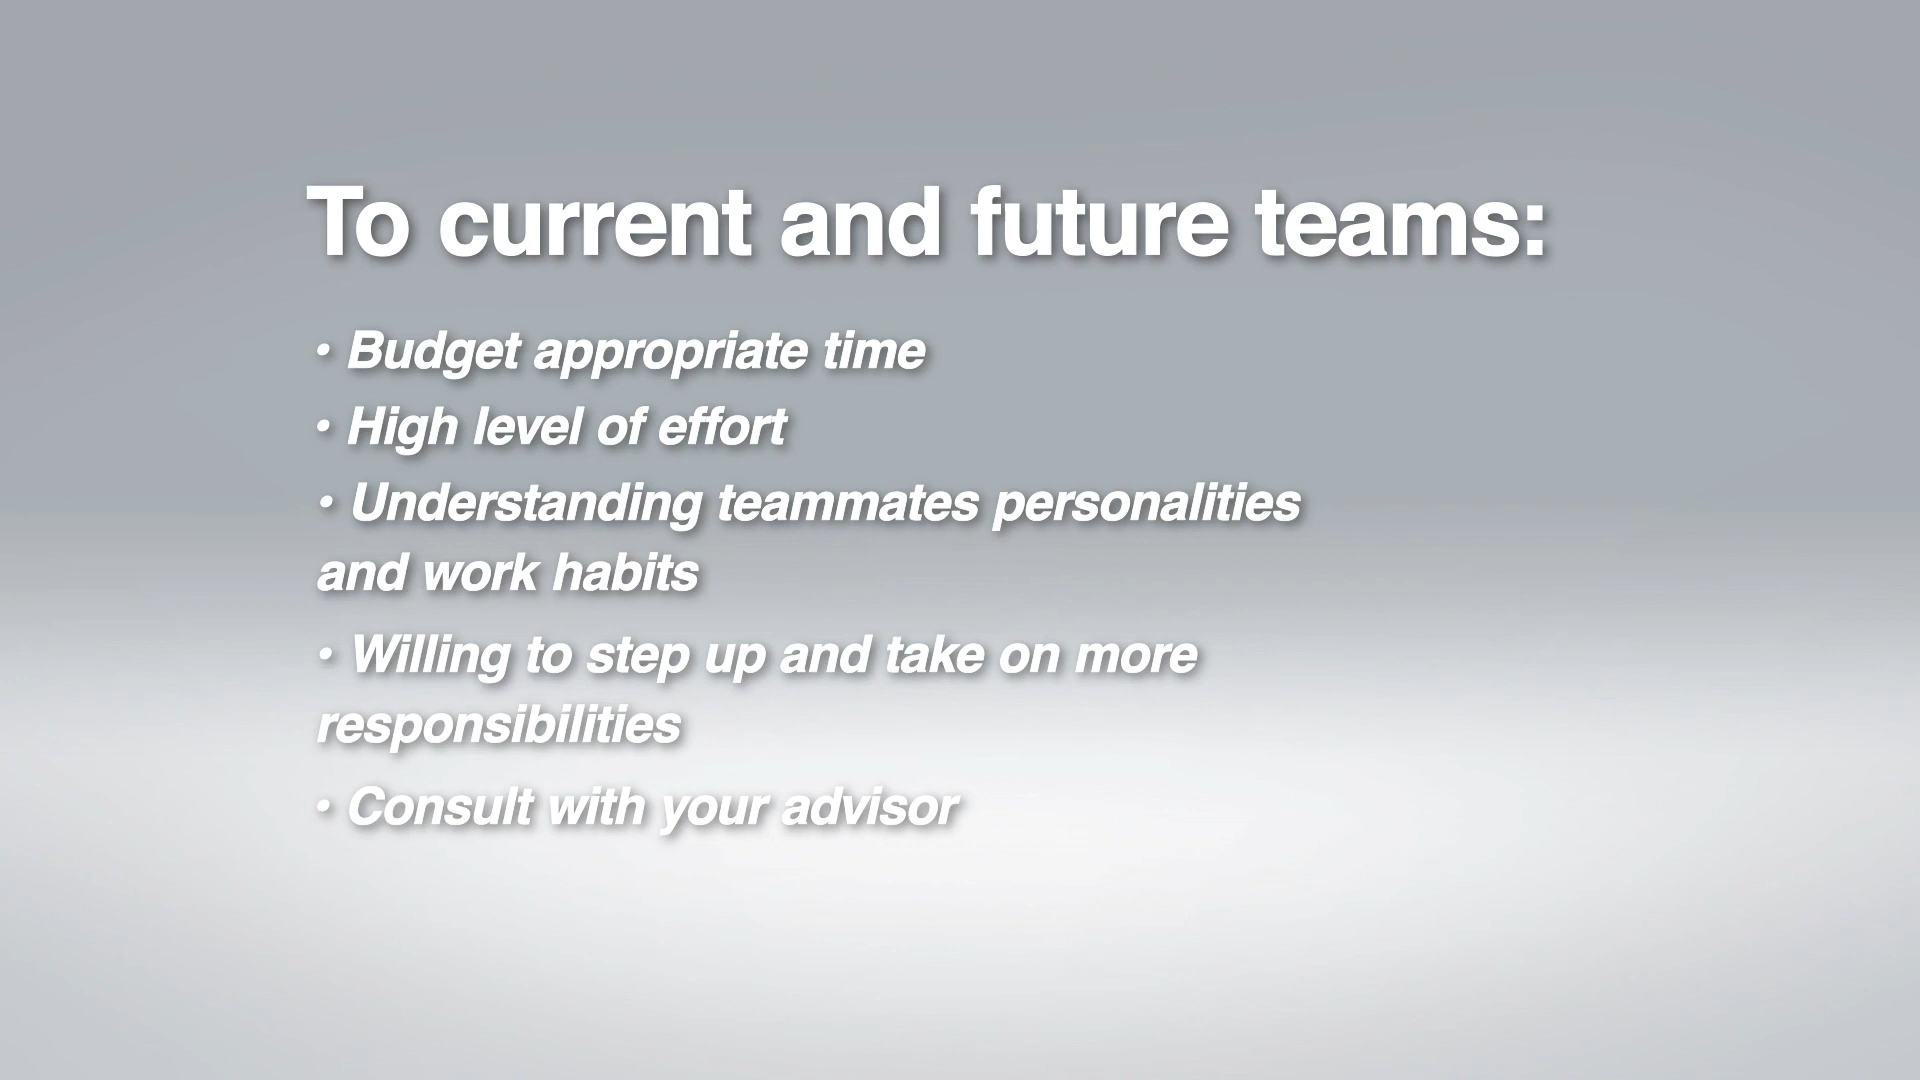 To current and future teams:
• Budget appropriate time
• High level of effort
• Understanding teammates personalities
and work habits
• Willing to step up and take on more
responsibilities
• Consult with your advisor